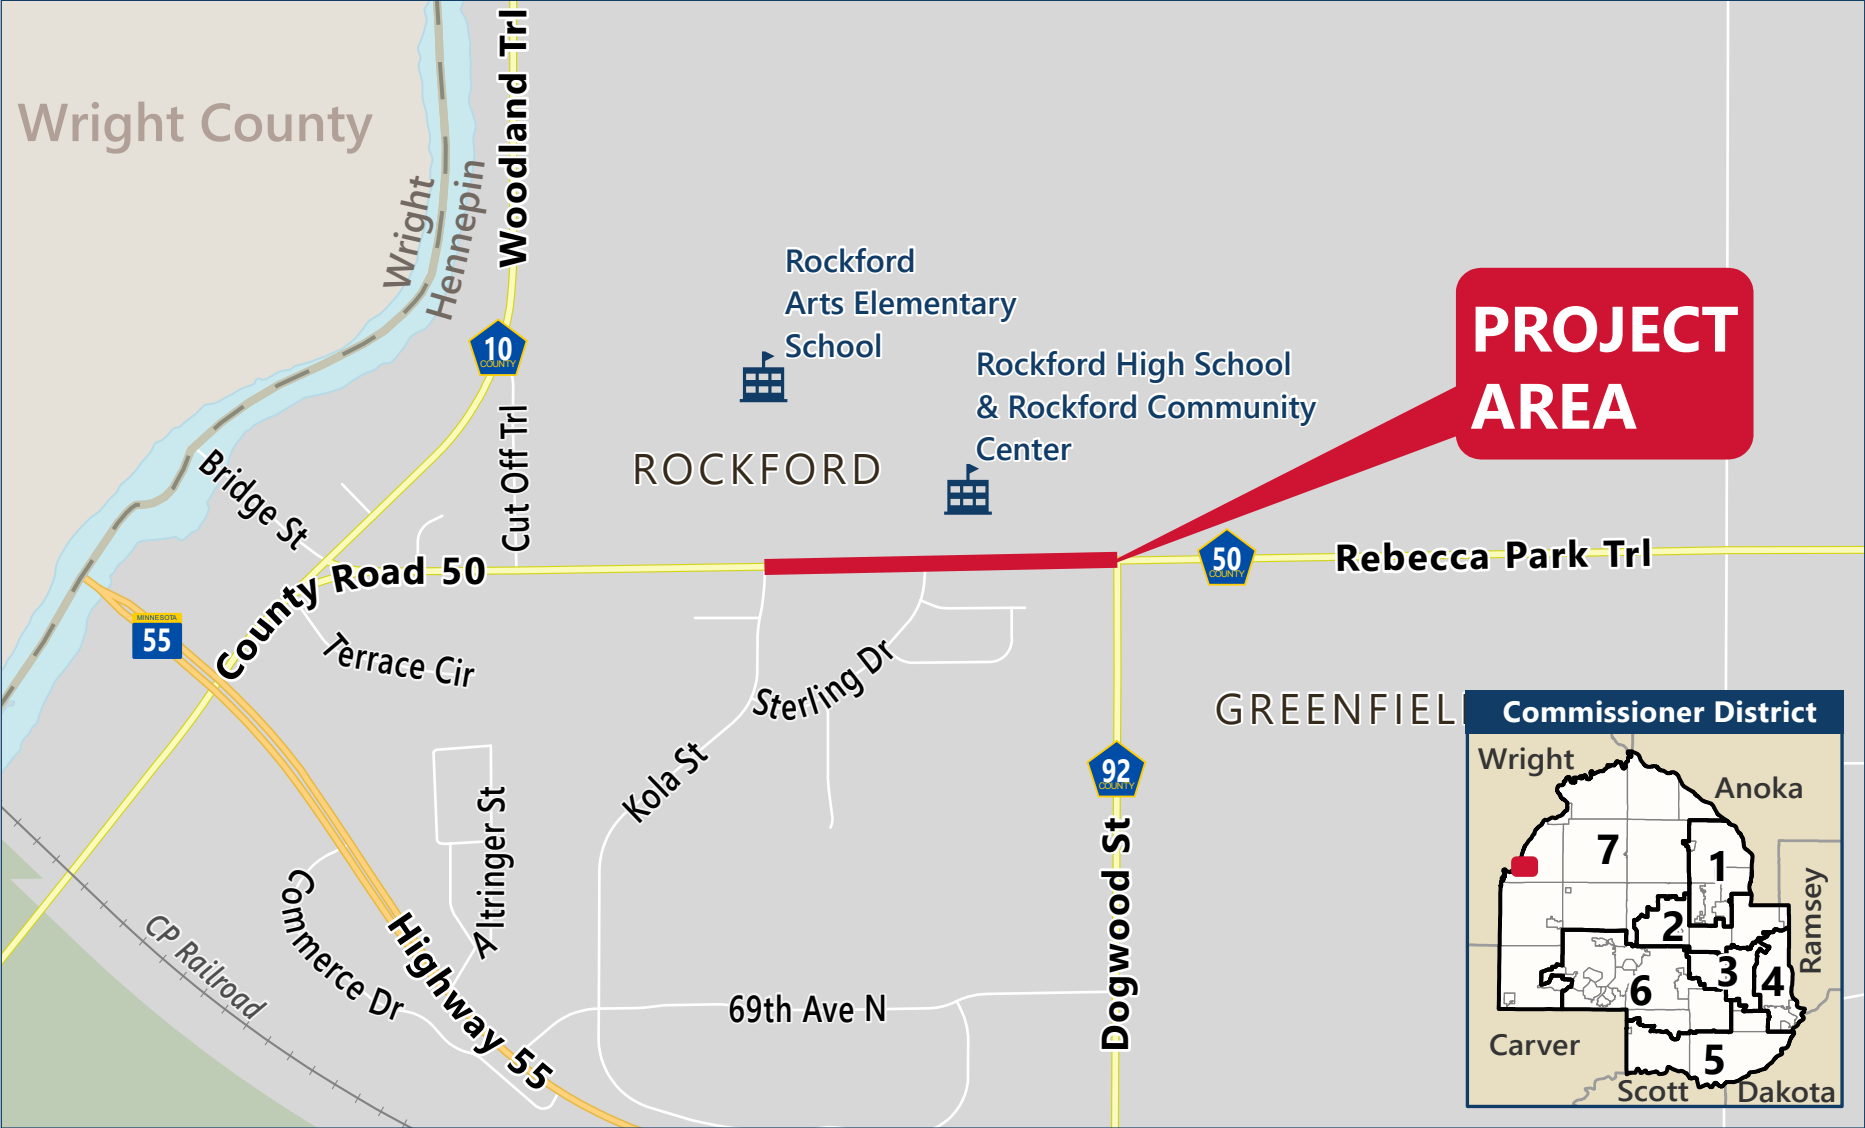 Woodland Trl
Wright County
Wright
Hennepin
Rockford
Arts Elementary
School
PROJECT
AREA
10
COUNTY
Rockford High School
& Rockford Community
Center
Cut Off Trl
ROCKFORD
Bridge St
County Road 50
50
COUNTY
Rebecca Park Trl
MINNESOTA
55
Terrace Cir
Sterling Dr
GREENFIEL
Commissioner District
Wright
Anoka
7
1
Ramsey
2
3
4
6
5
Carver
Scott
Dakota
Kola St
92
COUNTY
Altringer St
Dogwood St
Commerce Dr
CP Railroad
Highway 55
69th Ave N